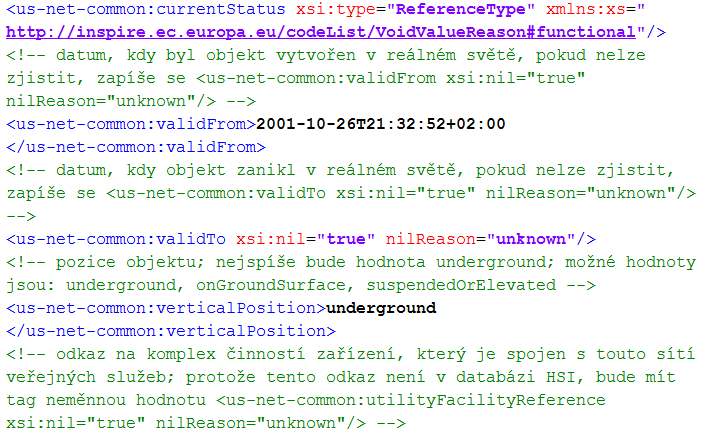 <us-net-common:currentStatus xsi:type="ReferenceType" xmlns:xs="
http://inspire.ec.europa.eu/codeList/VoidValueReason#functional"/>
<!-- datum, kdy byl objekt vytvořen v reálném světě, pokud nelze
zjistit, zapíše se <us-net-common:validFrom xsi:nil="true"
nilReason="unknown"/> -->
<us-net-common:validFrom>2001-10-26T21:32:52+02:00
</us-net-common:validFrom>
<!-- datum, kdy objekt zanikl v reálném světě, pokud nelze zjistit,
zapíše se <us-net-common:validTo xsi:nil="true" nilReason="unknown"/>
-->
<us-net-common:validTo xsi:nil="true" nilReason="unknown"/>
<!-- pozice objektu; nejspíše bude hodnota underground; možné hodnoty
jsou: underground, onGroundSurface, suspendedOrElevated -->
<us-net-common:verticalPosition>underground
</us-net-common:verticalPosition>
<!-- odkaz na komplex činností zařízení, který je spojen s touto sítí
veřejných služeb; protože tento odkaz není v databázi HSI, bude mít
tag neměnnou hodnotu <us-net-common:utilityFacilityReference
xsi:nil="true" nilReason="unknown"/> -->